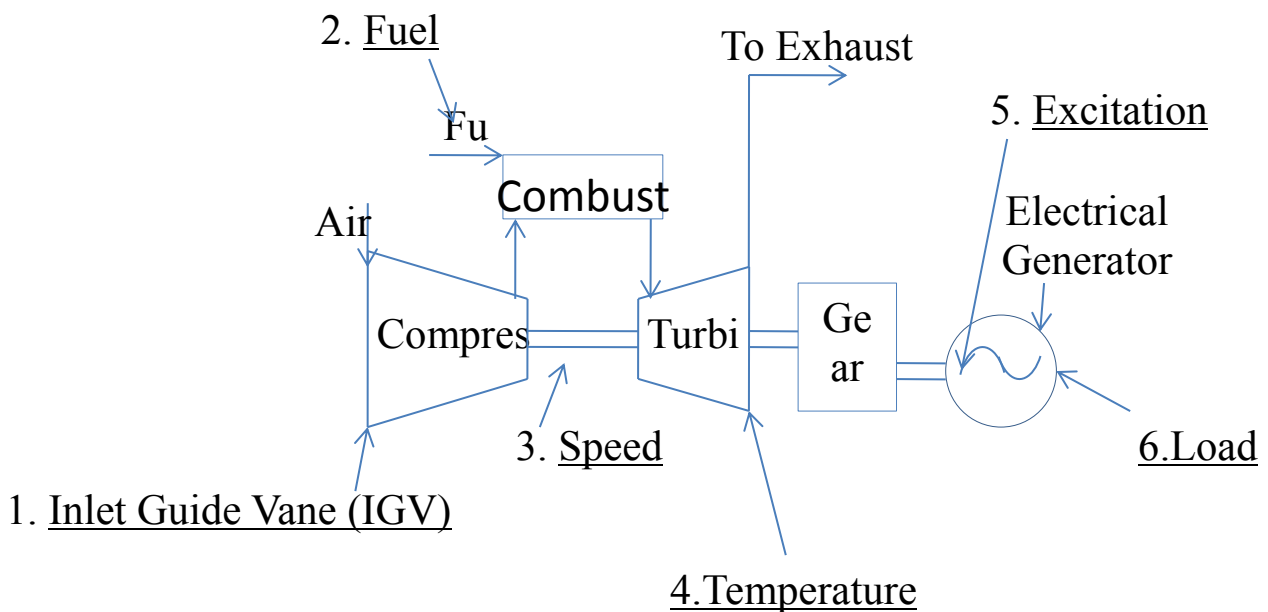 2. Fuel
To Exhaust
5. Excitation
Fu
Combust
Air
Electrical
Generator
Compres
Turbi
Ge
ar
3. Speed
6.Load
1. Inlet Guide Vane (IGV)
4.Temperature